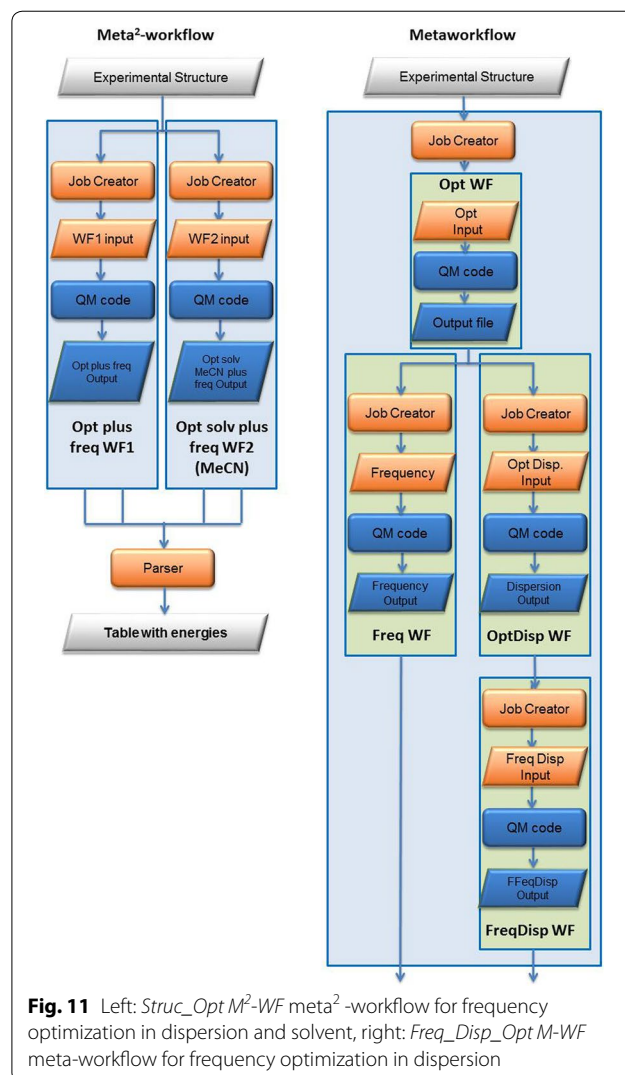 Meta²-workflow
Experimental Structure
Job Creator
Job Creator
WF1 input
WF2 input
QM code
QM code
Opt plus freq
Output
Opt solv
MeCN plus
freq Output
Opt plus
freq WF1
Opt solv plus
freq WF2
(MeCN)
Parser
Table with energies
Metaworkflow
Experimental Structure
Job Creator
Opt WF
Opt
Input
QM code
Output file
Job Creator
Job Creator
Frequency
Opt Disp.
Input
QM code
QM code
Frequency
Output
Dispersion
Output
Freq WF
OptDisp WF
Job Creator
Freq Disp
Input
QM code
FFeqDisp
Output
FreqDisp WF
Fig. 11 Left: Struc_Opt M²-WF meta² -workflow for frequency
optimization in dispersion and solvent, right: Freq_Disp_Opt M-WF
meta-workflow for frequency optimization in dispersion